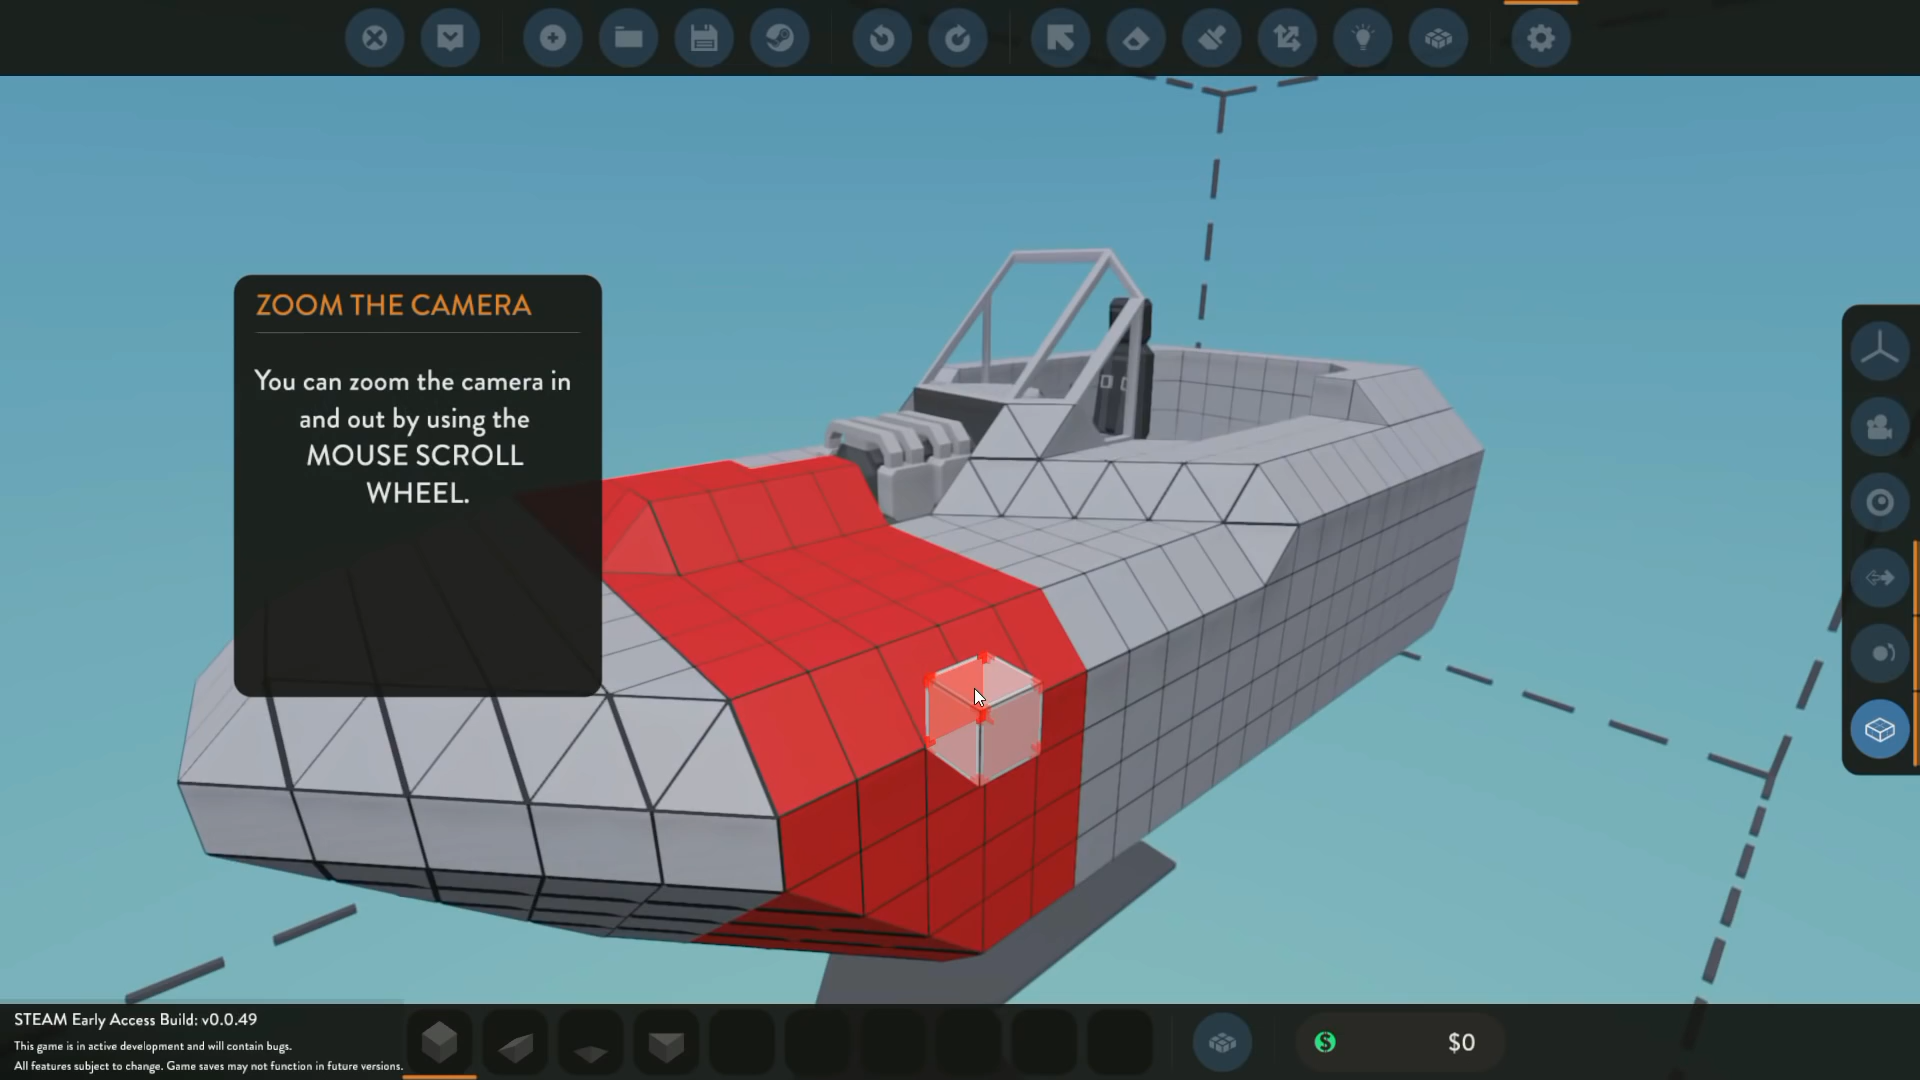 ZOOM THE CAMERA
You can zoom the camera in
and out by using the
MOUSE SCROLL
WHEEL.
STEAM Early Access Build: v0.0.49
This game is in active development and will contain bugs.
All features subject to change. Game saves may not function in future versions.
$0